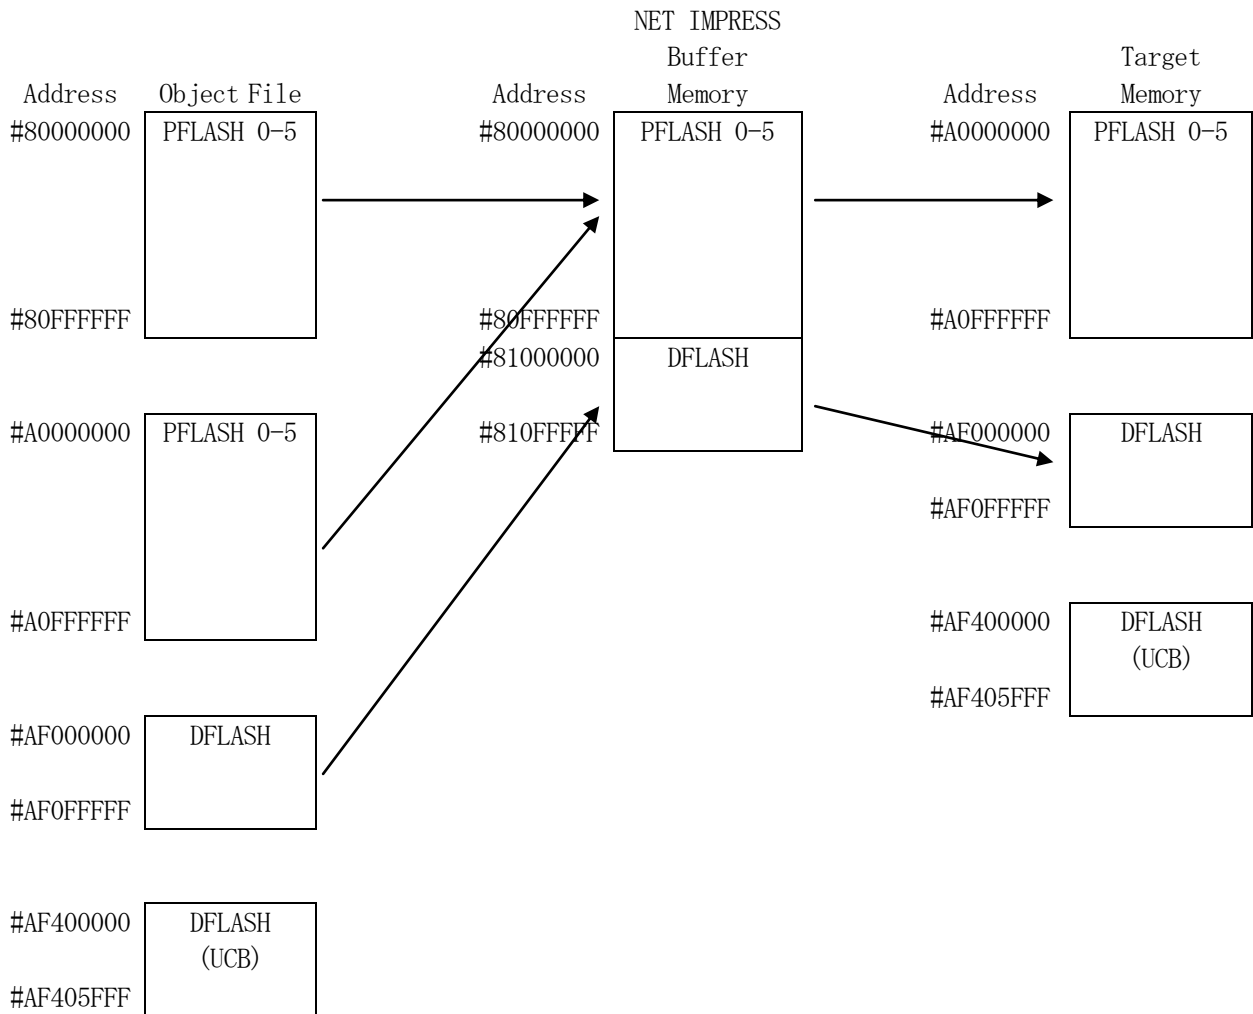 NET IMPRESS
Buffer
Target
Address Object File Address Memory Address Memory
#80000000 PFLASH 0-5 #80000000 PFLASH 0-5 #A0000000 PFLASH 0-5
#80FFFFFF #80FFFFFF #A0FFFFFF
#81000000 DFLASH
#A0000000 PFLASH 0-5 #810FFFFF #AF000000 DFLASH
#AF0FFFFF
#A0FFFFFF #AF400000 DFLASH
(UCB)
#AF405FFF
#AF000000 DFLASH
#AF0FFFFF
#AF400000 DFLASH
(UCB)
#AF405FFF